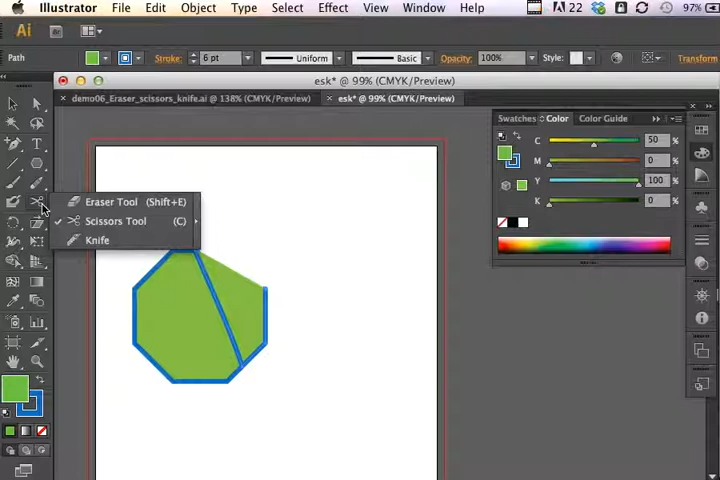 Illustrator File Edit Object Type Select Effect View Window Help 22 97%
Ai Br
Path Stroke: 6 pt Uniform Basic Opacity: 100% Style: Transform
esk* @ 99% (CMYK/Preview)
× demo06_Eraser_scissors_knife.ai @ 138% (CMYK/Preview) × esk* @ 99% (CMYK/Preview)
Swatches Color Color Guide
C 50 %
M 0 %
Y 100 %
K 0 %
T
Eraser Tool (Shift+E)
Scissors Tool (C)
Knife